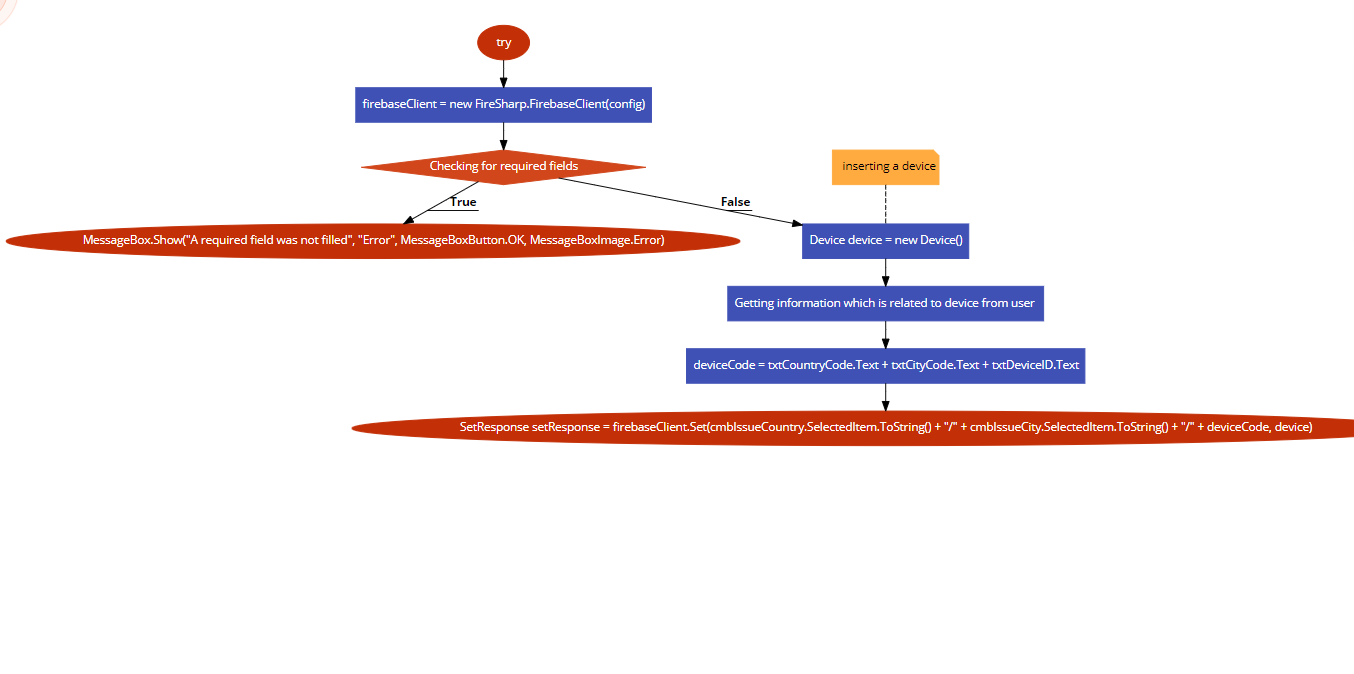 try
firebaseClient = new FireSharp.FirebaseClient(config)
Checking for required fields
inserting a device
True
False
MessageBox.Show("A required field was not filled", "Error", MessageBoxButton.OK, MessageBoxImage.Error)
Device device = new Device()
Getting information which is related to device from user
deviceCode = txtCountryCode.Text + txtCityCode.Text + txtDeviceID.Text
SetResponse setResponse = firebaseClient.Set(cmbIssueCountry.SelectedItem.ToString() + "/" + cmbIssueCity.SelectedItem.ToString() + "/" + deviceCode, device)